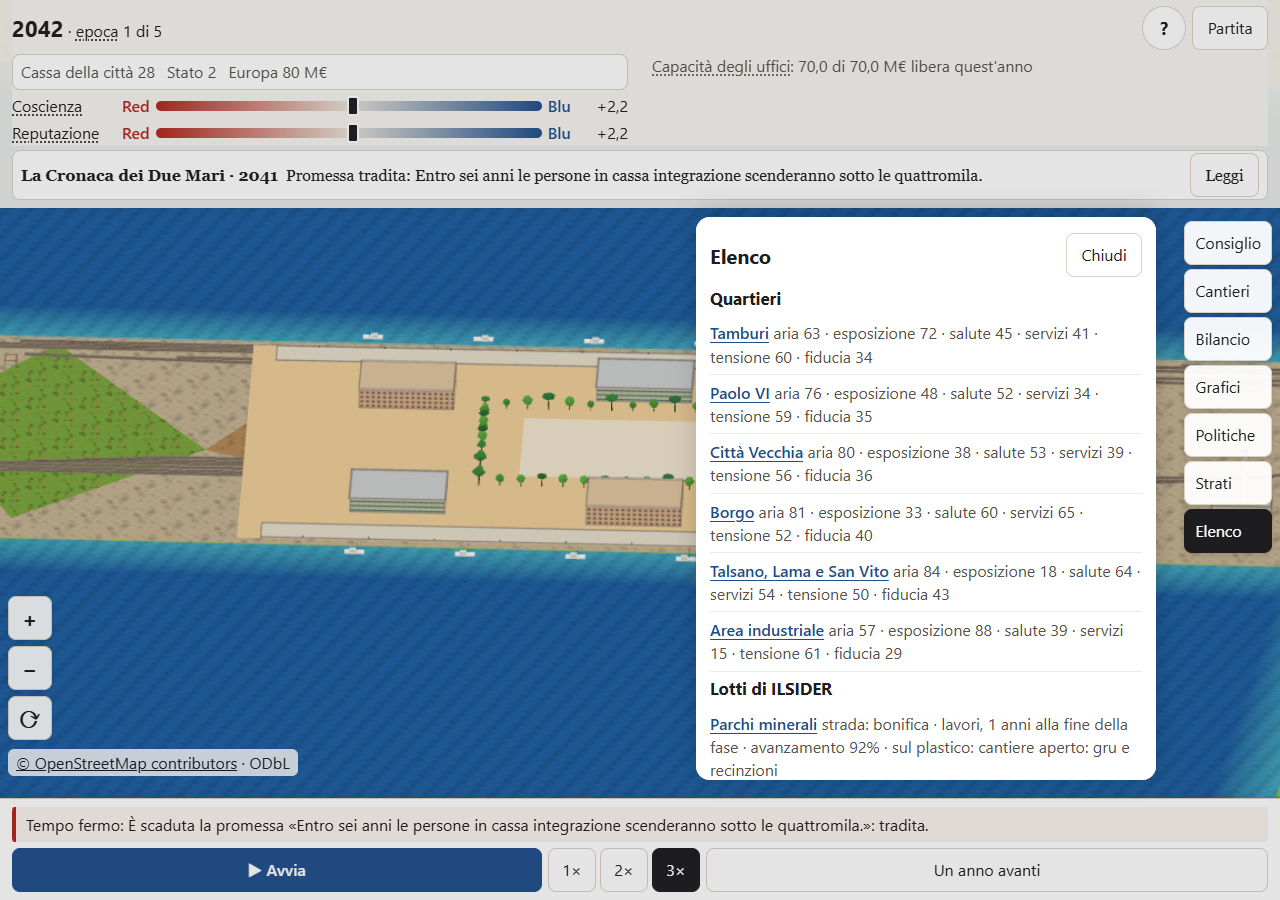 2042 · epoca 1 di 5
?
Partita
Cassa della città 28 Stato 2 Europa 80 M€
Capacità degli uffici: 70,0 di 70,0 M€ libera quest'anno
Coscienza Red Blu +2,2
Reputazione Red Blu +2,2
La Cronaca dei Due Mari · 2041 Promessa tradita: Entro sei anni le persone in cassa integrazione scenderanno sotto le quattromila.
Leggi
Elenco
Chiudi
Quartieri
Tamburi aria 63 · esposizione 72 · salute 45 · servizi 41 ·
tensione 60 · fiducia 34
Paolo VI aria 76 · esposizione 48 · salute 52 · servizi 34 ·
tensione 59 · fiducia 35
Città Vecchia aria 80 · esposizione 38 · salute 53 · servizi 39 ·
tensione 56 · fiducia 36
Borgo aria 81 · esposizione 33 · salute 60 · servizi 65 ·
tensione 52 · fiducia 40
Talsano, Lama e San Vito aria 84 · esposizione 18 · salute 64 ·
servizi 54 · tensione 50 · fiducia 43
Area industriale aria 57 · esposizione 88 · salute 39 · servizi
15 · tensione 61 · fiducia 29
Lotti di ILSIDER
Parchi minerali strada: bonifica · lavori, 1 anni alla fine della
fase · avanzamento 92% · sul plastico: cantiere aperto: gru e
recinzioni
Consiglio
Cantieri
Bilancio
Grafici
Politiche
Strati
Elenco
+
−
⟳
© OpenStreetMap contributors · ODbL
Tempo fermo: È scaduta la promessa «Entro sei anni le persone in cassa integrazione scenderanno sotto le quattromila.»: tradita.
▶ Avvia
1×
2×
3×
Un anno avanti